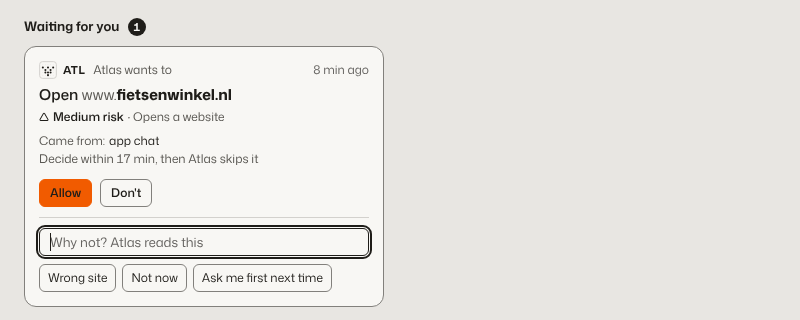 Waiting for you 1
ATL Atlas wants to 8 min ago
Open www.fietsenwinkel.nl
Medium risk · Opens a website
Came from: app chat
Decide within 17 min, then Atlas skips it
Allow Don't
Why not? Atlas reads this
Wrong site Not now Ask me first next time